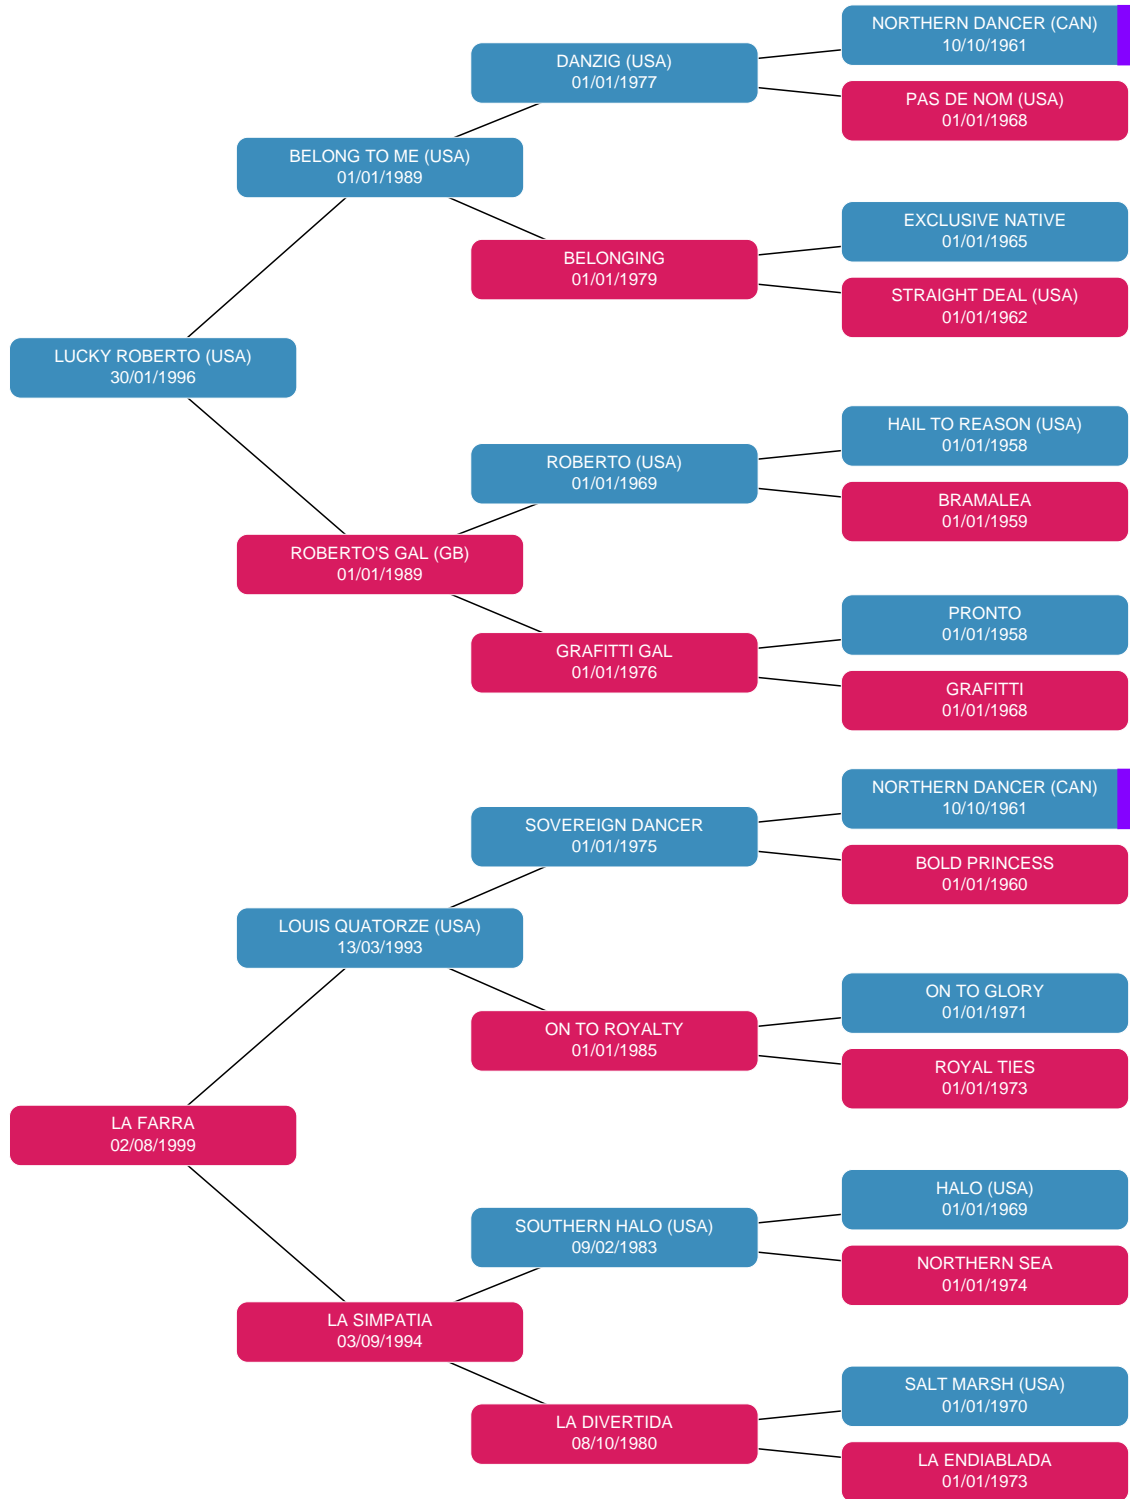 NORTHERN DANCER (CAN)
10/10/1961
DANZIG (USA)
01/01/1977
PAS DE NOM (USA)
01/01/1968
BELONG TO ME (USA)
01/01/1989
EXCLUSIVE NATIVE
01/01/1965
BELONGING
01/01/1979
STRAIGHT DEAL (USA)
01/01/1962
LUCKY ROBERTO (USA)
30/01/1996
HAIL TO REASON (USA)
01/01/1958
ROBERTO (USA)
01/01/1969
BRAMALEA
01/01/1959
ROBERTO'S GAL (GB)
01/01/1989
PRONTO
01/01/1958
GRAFITTI GAL
01/01/1976
GRAFITTI
01/01/1968
NORTHERN DANCER (CAN)
10/10/1961
SOVEREIGN DANCER
01/01/1975
BOLD PRINCESS
01/01/1960
LOUIS QUATORZE (USA)
13/03/1993
ON TO GLORY
01/01/1971
ON TO ROYALTY
01/01/1985
ROYAL TIES
01/01/1973
LA FARRA
02/08/1999
HALO (USA)
01/01/1969
SOUTHERN HALO (USA)
09/02/1983
NORTHERN SEA
01/01/1974
LA SIMPATIA
03/09/1994
SALT MARSH (USA)
01/01/1970
LA DIVERTIDA
08/10/1980
LA ENDIABLADA
01/01/1973